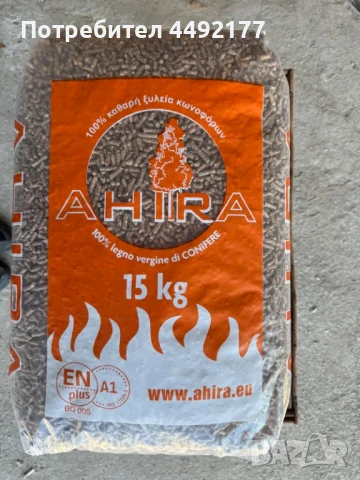 Потребител 4492177
100% καθαρή ξυλεία κωνοφόρων
AHIRA
100% legno vergine di CONIFERE
15 kg
EN
plus
A1
BG 005
www.ahira.eu
BAZAR